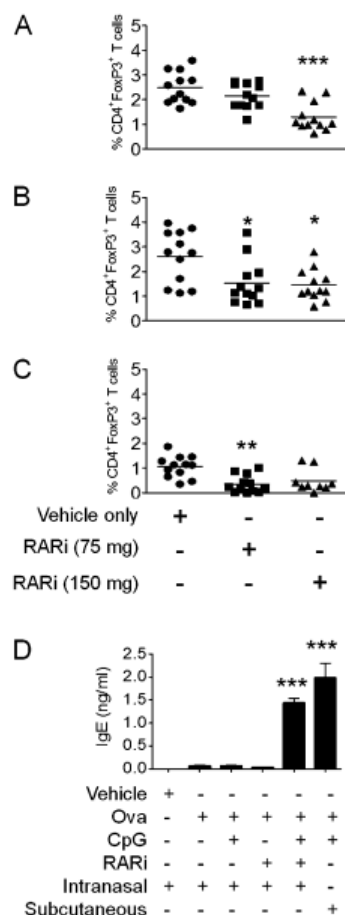 A
***
5
4
3
2
1
0
% CD4+FoxP3+ T cells
B
* *
5
4
3
2
1
0
% CD4+FoxP3+ T cells
C
**
5
4
3
2
1
0
% CD4+FoxP3+ T cells
Vehicle only + - -
RARi (75 mg) - + -
RARi (150 mg) - - +
D
*** ***
2.5
2.0
1.5
1.0
0.5
0.0
IgE (ng/ml)
Vehicle + - - - - -
Ova - + + + + +
CpG - - + - + +
RARi - - - + + -
Intranasal + + + + + -
Subcutaneous - - - - - +